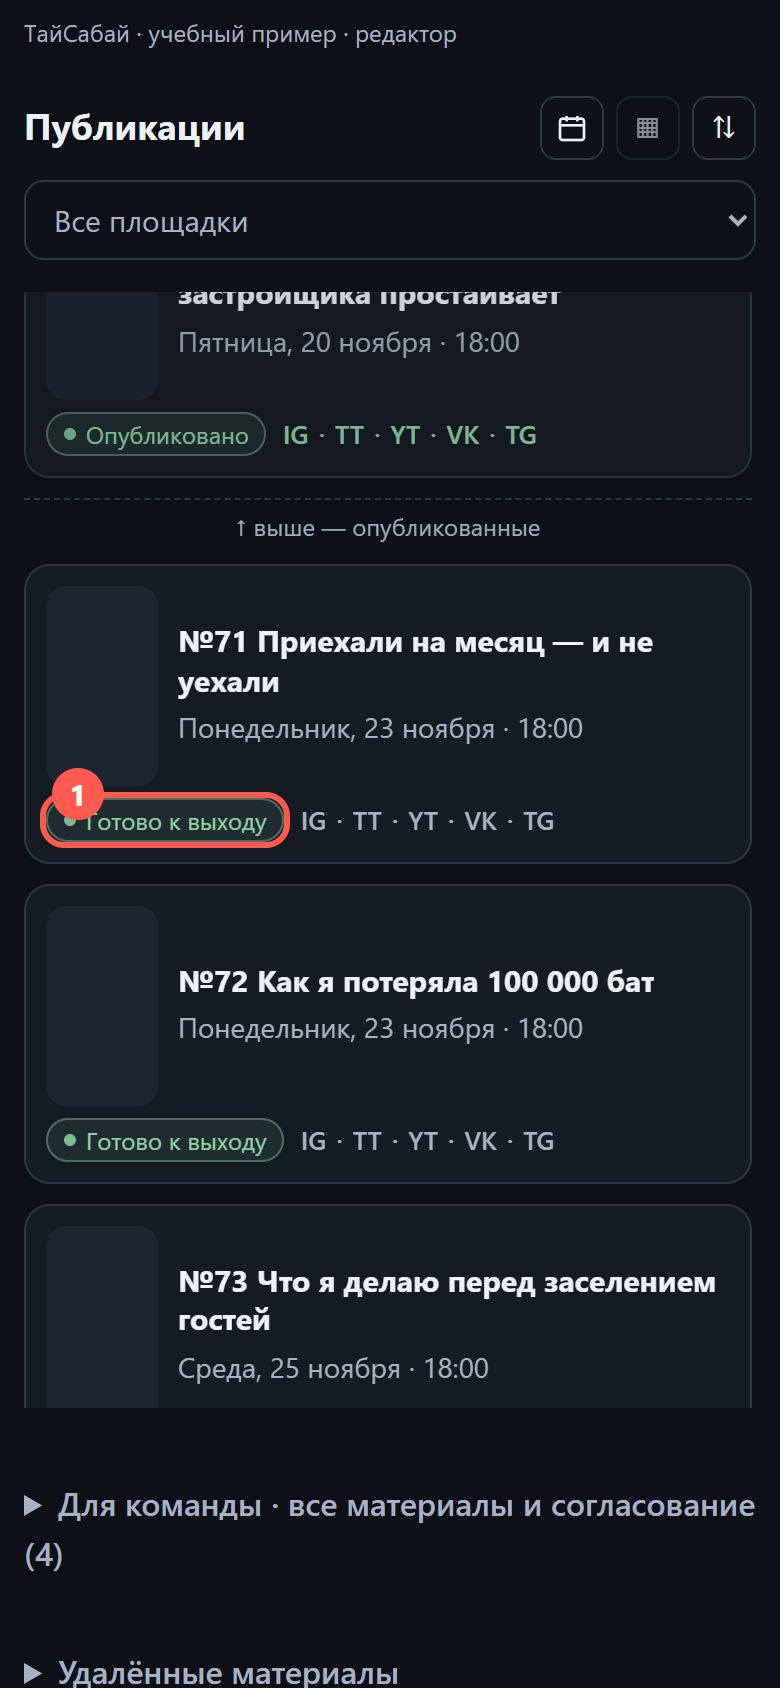 ТайСабай · учебный пример · редактор
Публикации
Все площадки
застройщика простаивает
Пятница, 20 ноября · 18:00
Опубликовано IG · TT · YT · VK · TG
↑ выше — опубликованные
№71 Приехали на месяц — и не
уехали
Понедельник, 23 ноября · 18:00
1
Готово к выходу IG · TT · YT · VK · TG
№72 Как я потеряла 100 000 бат
Понедельник, 23 ноября · 18:00
Готово к выходу IG · TT · YT · VK · TG
№73 Что я делаю перед заселением
гостей
Среда, 25 ноября · 18:00
Для команды · все материалы и согласование
(4)
Удалённые материалы